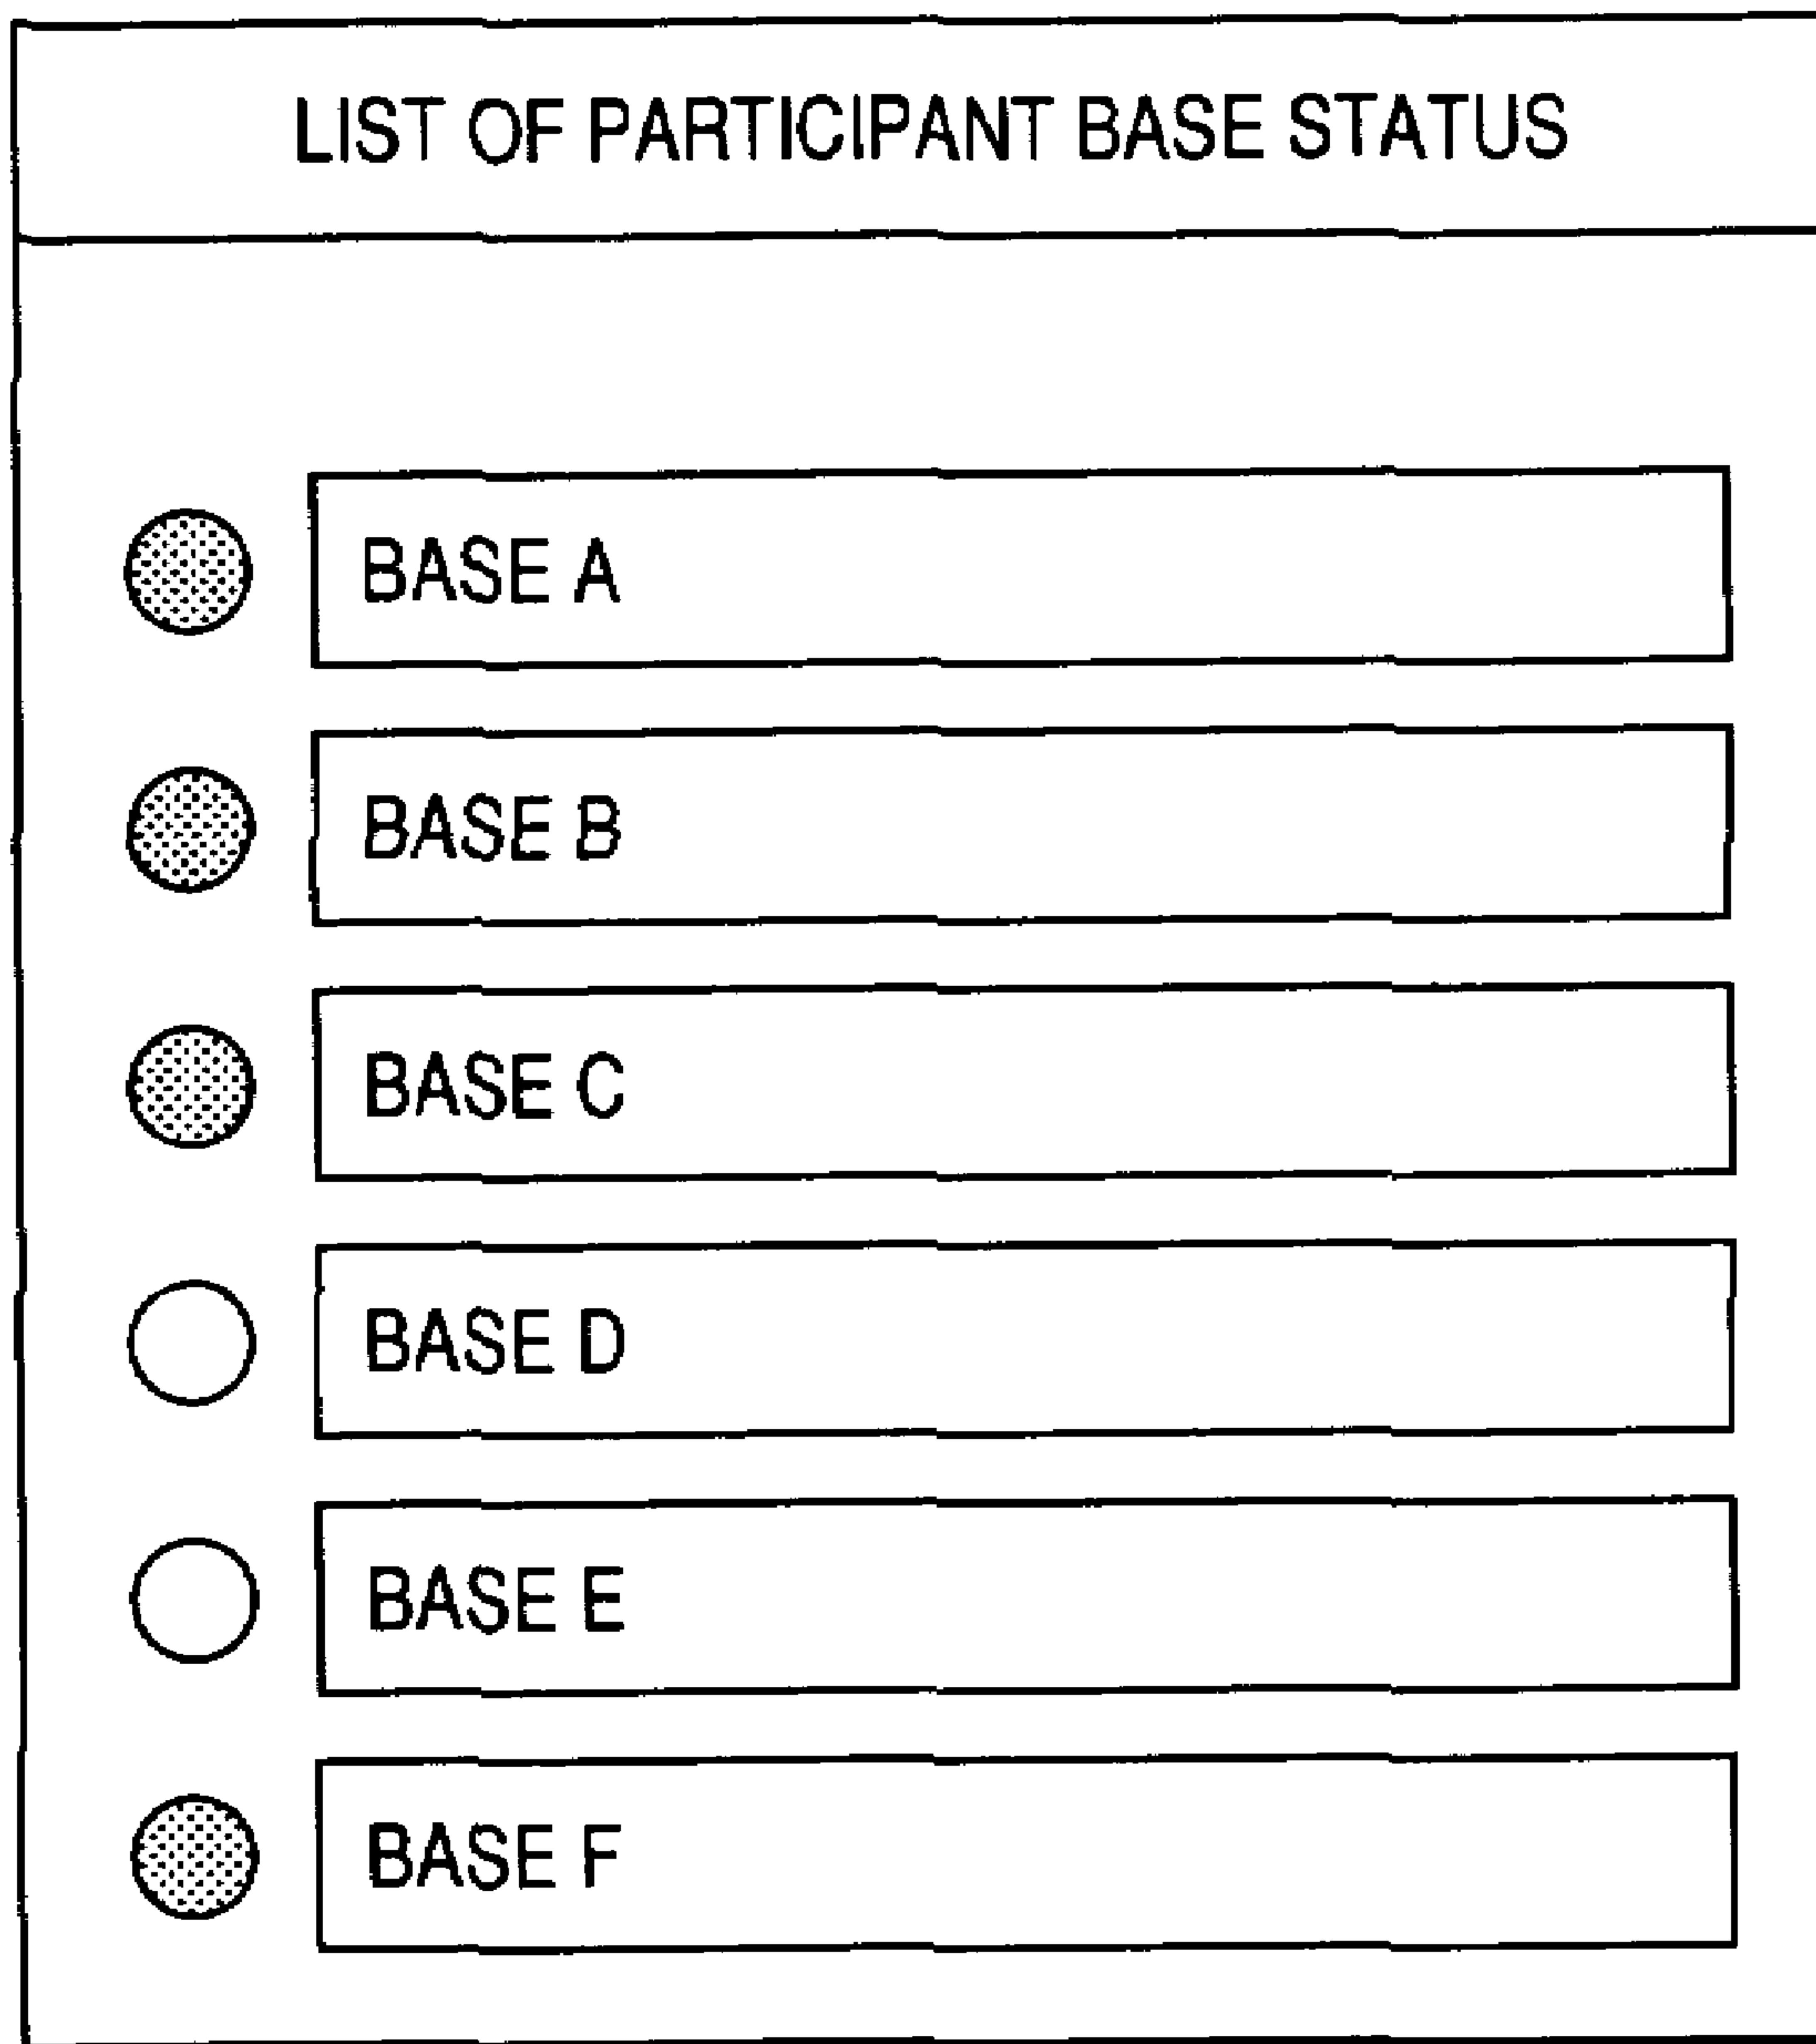 LIST OF PARTICIPANT BASE STATUS
BASE A
BASE B
BASE C
BASE D
BASE E
BASE F